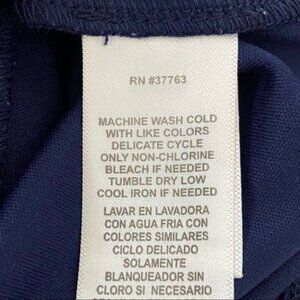 RN #37763
MACHINE WASH COLD
WITH LIKE COLORS
DELICATE CYCLE
ONLY NON-CHLORINE
BLEACH IF NEEDED
TUMBLE DRY LOW
COOL IRON IF NEEDED
LAVAR EN LAVADORA
CON AGUA FRIA CON
COLORES SIMILARES
CICLO DELICADO
SOLAMENTE
BLANQUEADOR SIN
CLORO SI NECESARIO